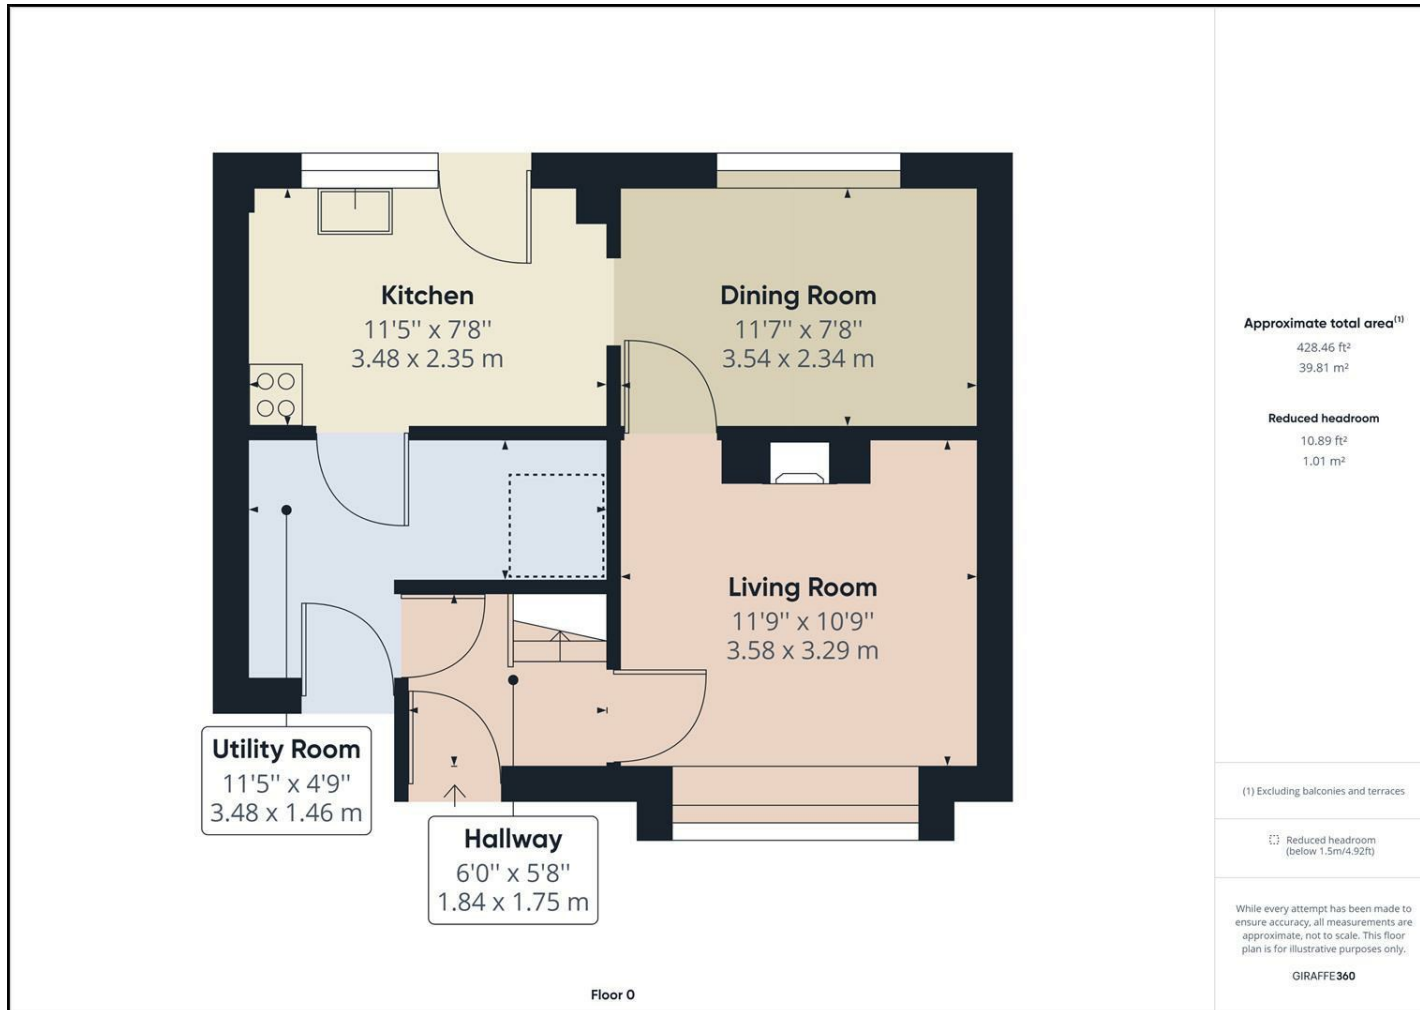 Kitchen
11'5'' x 7'8''
3.48 x 2.35 m
Dining Room
11'7'' x 7'8''
3.54 x 2.34 m
Living Room
11'9'' x 10'9''
3.58 x 3.29 m
Utility Room
11'5'' x 4'9''
3.48 x 1.46 m
Hallway
6'0'' x 5'8''
1.84 x 1.75 m
Floor 0
Approximate total area(1)
428.46 ft²
39.81 m²
Reduced headroom
10.89 ft²
1.01 m²
(1) Excluding balconies and terraces
Reduced headroom
(below 1.5m/4.92ft)
While every attempt has been made to
ensure accuracy, all measurements are
approximate, not to scale. This floor
plan is for illustrative purposes only.
GIRAFFE360